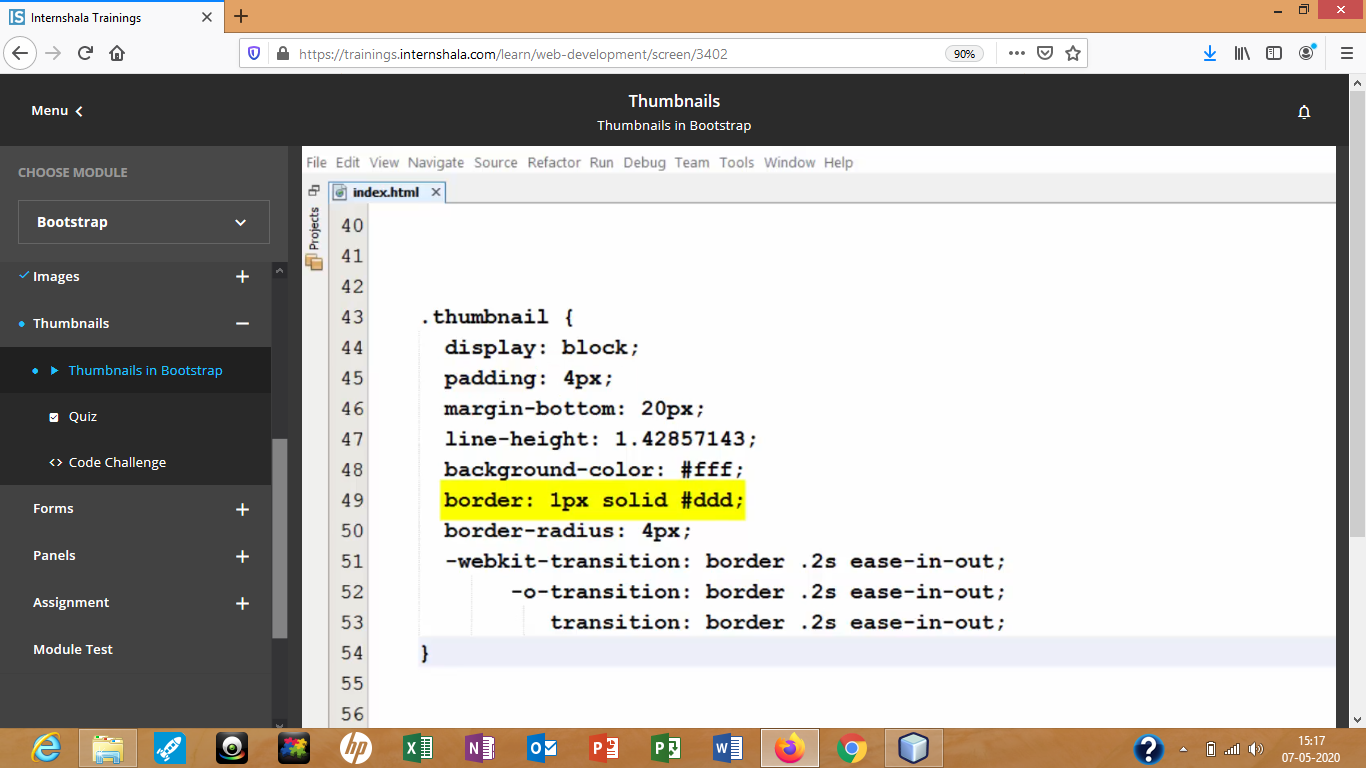 Internshala Trainings
https://trainings.internshala.com/learn/web-development/screen/3402
90%
Menu
Thumbnails
Thumbnails in Bootstrap
CHOOSE MODULE
Bootstrap
Images
Thumbnails
Thumbnails in Bootstrap
Quiz
Code Challenge
Forms
Panels
Assignment
Module Test
File Edit View Navigate Source Refactor Run Debug Team Tools Window Help
index.html
Projects
40
41
42
43 .thumbnail {
44 display: block;
45 padding: 4px;
46 margin-bottom: 20px;
47 line-height: 1.42857143;
48 background-color: #fff;
49 border: 1px solid #ddd;
50 border-radius: 4px;
51 -webkit-transition: border .2s ease-in-out;
52 -o-transition: border .2s ease-in-out;
53 transition: border .2s ease-in-out;
54 }
55
56
15:17
07-05-2020